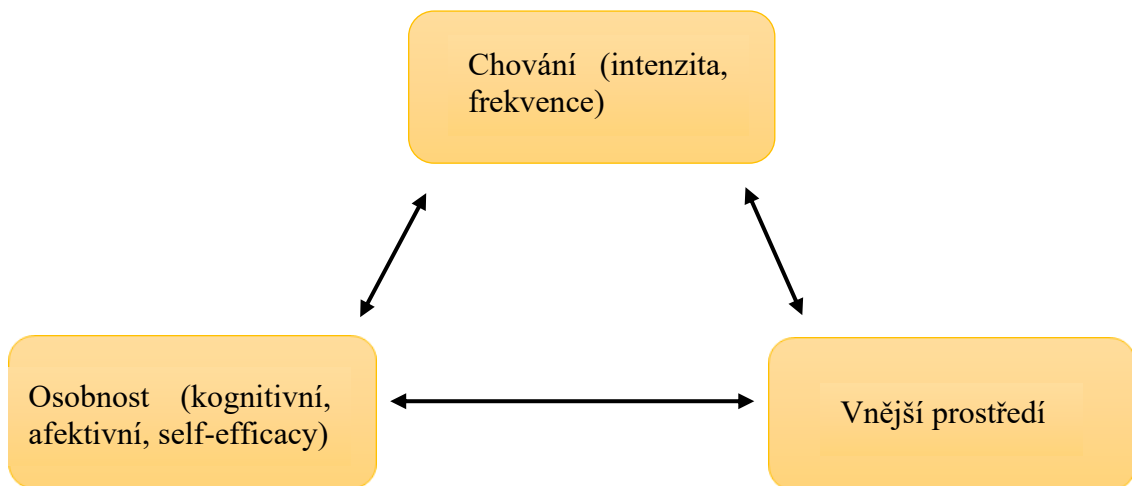 Chování (intenzita,
frekvence)
Osobnost (kognitivní,
afektivní, self-efficacy)
Vnější prostředí